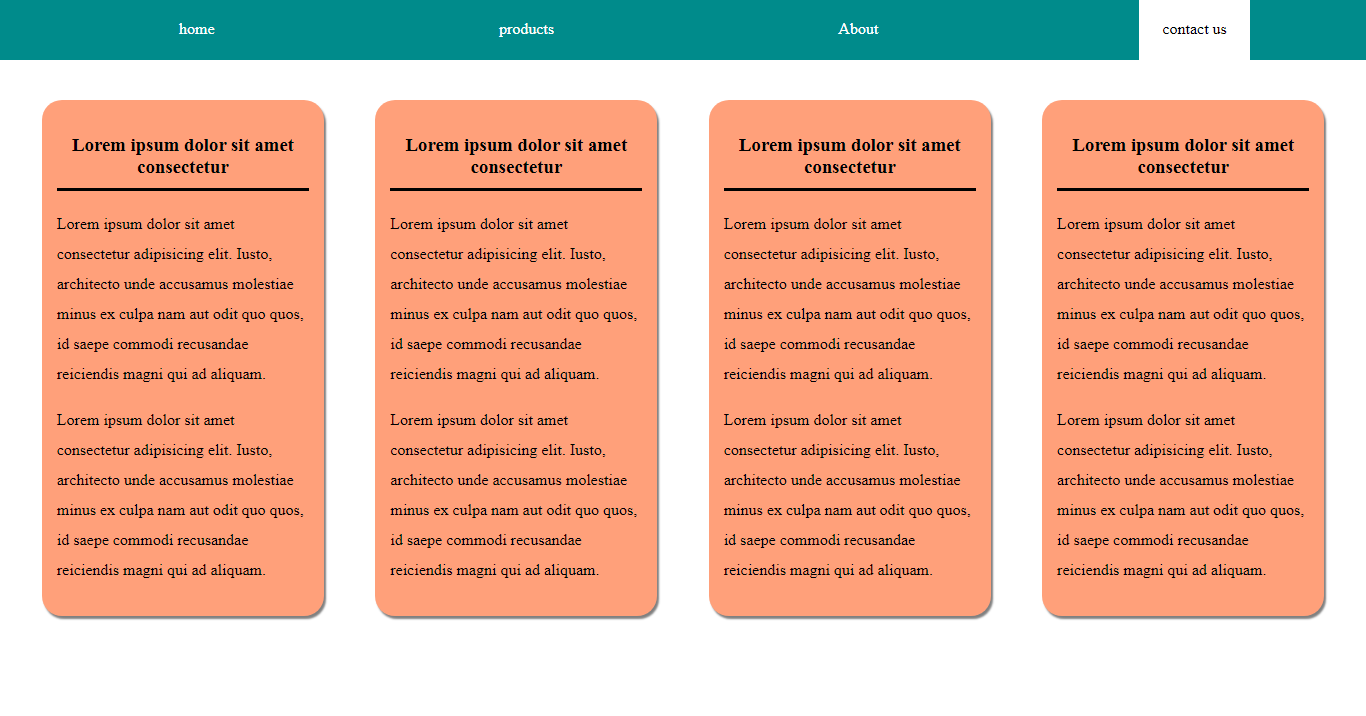 home products About contact us
Lorem ipsum dolor sit amet
consectetur
Lorem ipsum dolor sit amet
consectetur adipisicing elit. Iusto,
architecto unde accusamus molestiae
minus ex culpa nam aut odit quo quos,
id saepe commodi recusandae
reiciendis magni qui ad aliquam.
Lorem ipsum dolor sit amet
consectetur adipisicing elit. Iusto,
architecto unde accusamus molestiae
minus ex culpa nam aut odit quo quos,
id saepe commodi recusandae
reiciendis magni qui ad aliquam.
Lorem ipsum dolor sit amet
consectetur
Lorem ipsum dolor sit amet
consectetur adipisicing elit. Iusto,
architecto unde accusamus molestiae
minus ex culpa nam aut odit quo quos,
id saepe commodi recusandae
reiciendis magni qui ad aliquam.
Lorem ipsum dolor sit amet
consectetur adipisicing elit. Iusto,
architecto unde accusamus molestiae
minus ex culpa nam aut odit quo quos,
id saepe commodi recusandae
reiciendis magni qui ad aliquam.
Lorem ipsum dolor sit amet
consectetur
Lorem ipsum dolor sit amet
consectetur adipisicing elit. Iusto,
architecto unde accusamus molestiae
minus ex culpa nam aut odit quo quos,
id saepe commodi recusandae
reiciendis magni qui ad aliquam.
Lorem ipsum dolor sit amet
consectetur adipisicing elit. Iusto,
architecto unde accusamus molestiae
minus ex culpa nam aut odit quo quos,
id saepe commodi recusandae
reiciendis magni qui ad aliquam.
Lorem ipsum dolor sit amet
consectetur
Lorem ipsum dolor sit amet
consectetur adipisicing elit. Iusto,
architecto unde accusamus molestiae
minus ex culpa nam aut odit quo quos,
id saepe commodi recusandae
reiciendis magni qui ad aliquam.
Lorem ipsum dolor sit amet
consectetur adipisicing elit. Iusto,
architecto unde accusamus molestiae
minus ex culpa nam aut odit quo quos,
id saepe commodi recusandae
reiciendis magni qui ad aliquam.